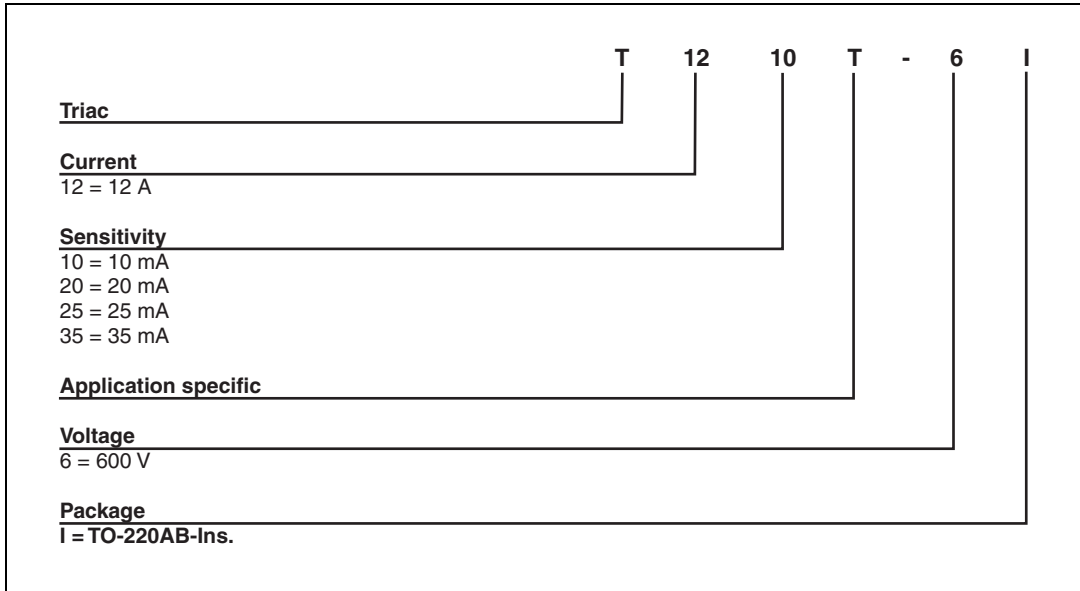 T 12 10 T - 6 I
Triac
Current
12 = 12 A
Sensitivity
10 = 10 mA
20 = 20 mA
25 = 25 mA
35 = 35 mA
Application specific
Voltage
6 = 600 V
Package
I = TO-220AB-Ins.